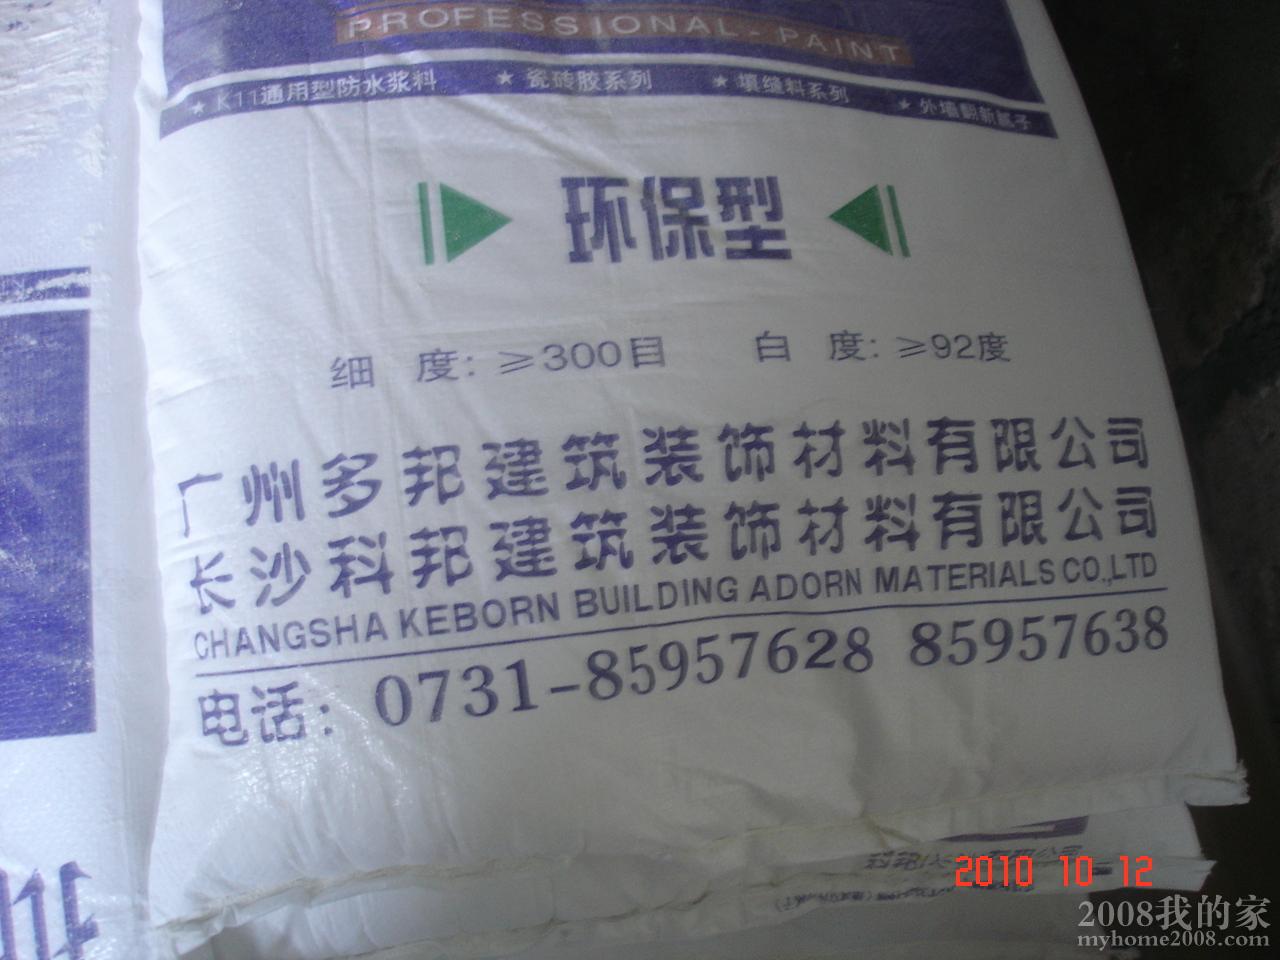 PROFESSIONAL-PAINT
★ K11通用型防水浆料 ★ 瓷砖胶系列 ★ 填缝料系列 ★ 外墙翻新腻子
环保型
细 度: ≥300目 白 度: ≥92度
广州多邦建筑装饰材料有限公司
长沙科邦建筑装饰材料有限公司
CHANGSHA KEBORN BUILDING ADORN MATERIALS CO.,LTD
电话: 0731-85957628 85957638
2010 10 12
2008我的家
myhome2008.com